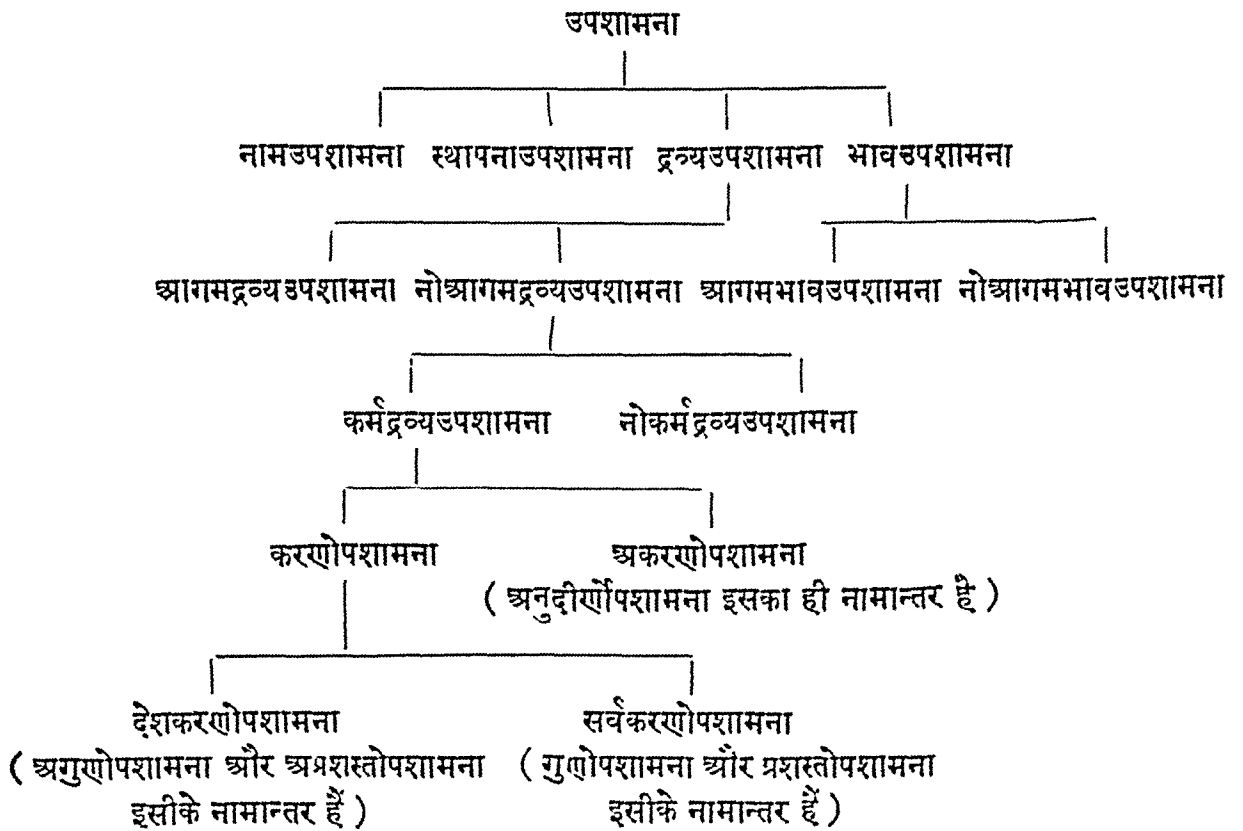 उपशामना
नामउपशामना स्थापनाउपशामना द्रव्यउपशामना भावउपशामना
आगमद्रव्यउपशामना नोआगमद्रव्यउपशामना आगमभावउपशामना नोआगमभावउपशामना
कर्मद्रव्यउपशामना नोकर्मद्रव्यउपशामना
करणोपशामना अकरणोपशामना
( अनुदीर्णोपशामना इसका ही नामान्तर है )
देशकरणोपशामना सर्वकरणोपशामना
( अगुणोपशामना और अप्रशस्तोपशामना ( गुणोपशामना और प्रशस्तोपशामना
इसीके नामान्तर हैं ) इसीके नामान्तर हैं )